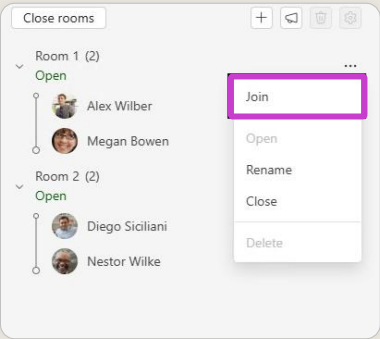 Close rooms
Room 1 (2)
...
Open
Alex Wilber
Megan Bowen
Room 2 (2)
Open
Diego Siciliani
Nestor Wilke
Join
Open
Rename
Close
Delete